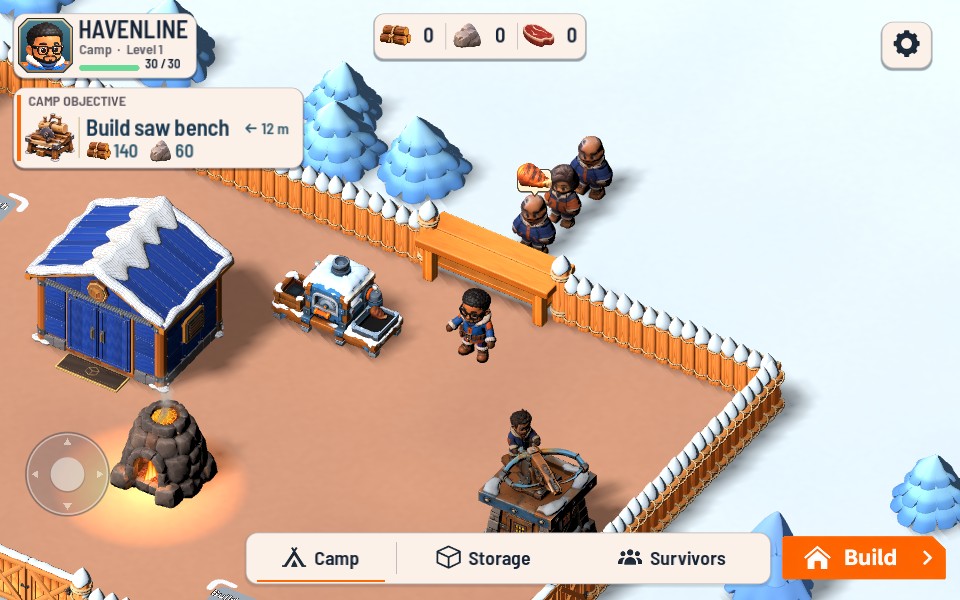 HAVENLINE
Camp · Level 1
30 / 30
0
0
0
CAMP OBJECTIVE
Build saw bench
← 12 m
140
60
Camp
Storage
Survivors
Build